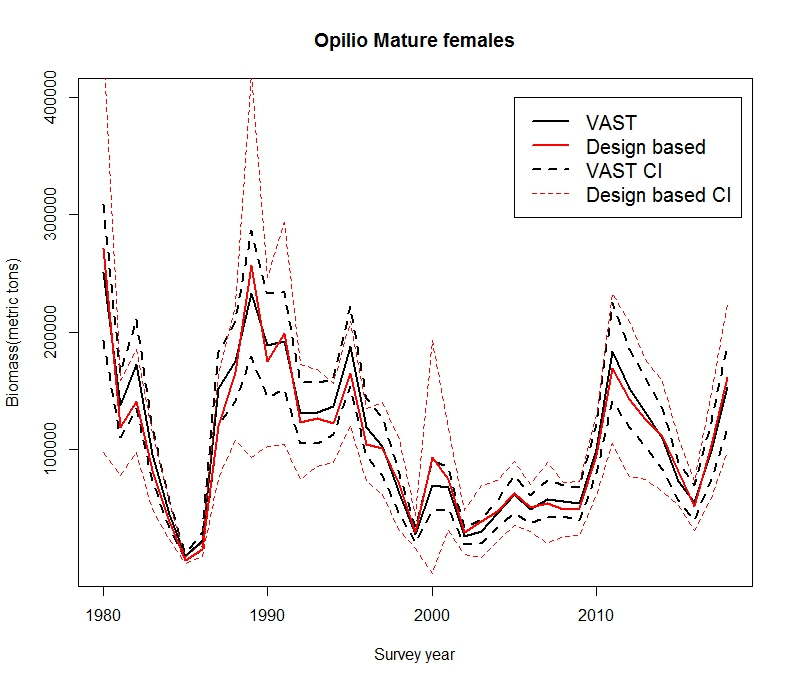 Opilio Mature females
VAST
Design based
VAST CI
Design based CI
400000
300000
200000
100000
Biomass(metric tons)
1980
1990
2000
2010
Survey year